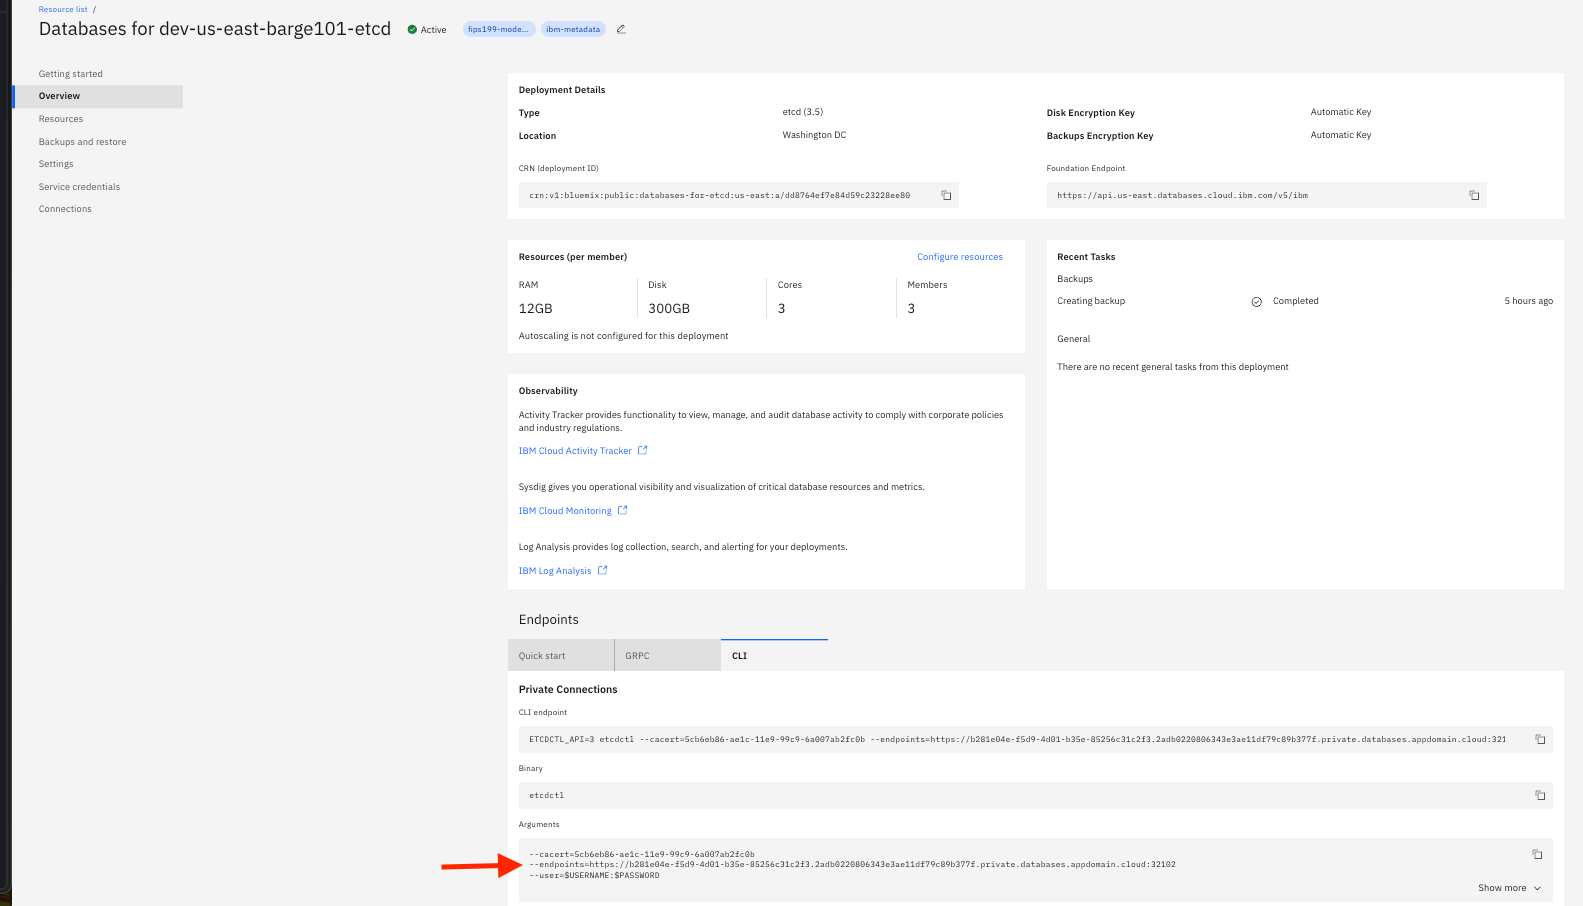 Resource list /
Databases for dev-us-east-barge101-etcd
Active
fips199-mode...
ibm-metadata
Getting started
Overview
Resources
Backups and restore
Settings
Service credentials
Connections
Deployment Details
Type
etcd (3.5)
Disk Encryption Key
Automatic Key
Location
Washington DC
Backups Encryption Key
Automatic Key
CRN (deployment ID)
Foundation Endpoint
crn:v1:bluemix:public:databases-for-etcd:us-east:a/dd8764ef7e84d59c23228ee80
https://api.us-east.databases.cloud.ibm.com/v5/ibm
Resources (per member)
Configure resources
RAM
Disk
Cores
Members
12GB
300GB
3
3
Autoscaling is not configured for this deployment
Recent Tasks
Backups
Creating backup
Completed
5 hours ago
General
There are no recent general tasks from this deployment
Observability
Activity Tracker provides functionality to view, manage, and audit database activity to comply with corporate policies
and industry regulations.
IBM Cloud Activity Tracker
Sysdig gives you operational visibility and visualization of critical database resources and metrics.
IBM Cloud Monitoring
Log Analysis provides log collection, search, and alerting for your deployments.
IBM Log Analysis
Endpoints
Quick start
GRPC
CLI
Private Connections
CLI endpoint
ETCDCTL_API=3 etcdctl --cacert=5cb6eb86-ae1c-11e9-99c9-6a007ab2fc0b --endpoints=https://b281e04e-f5d9-4d01-b35e-85256c31c2f3.2adb0220806343e3ae11df79c89b377f.private.databases.appdomain.cloud:321
Binary
etcdctl
Arguments
--cacert=5cb6eb86-ae1c-11e9-99c9-6a007ab2fc0b
--endpoints=https://b281e04e-f5d9-4d01-b35e-85256c31c2f3.2adb0220806343e3ae11df79c89b377f.private.databases.appdomain.cloud:32102
--user=$USERNAME:$PASSWORD
Show more